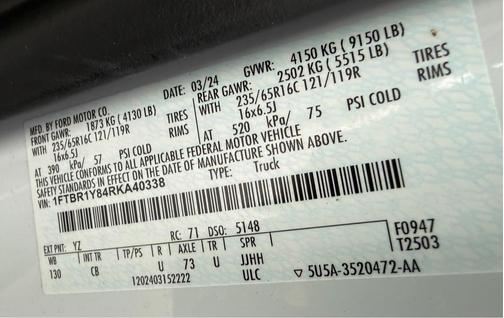 MFD. BY FORD MOTOR CO.
DATE: 03/24 GVWR: 4150 KG ( 9150 LB)
FRONT GAWR: 1873 KG ( 4130 LB) REAR GAWR: 2502 KG ( 5515 LB)
WITH 235/65R16C 121/119R TIRES WITH 235/65R16C 121/119R TIRES
16x6.5J RIMS 16x6.5J RIMS
AT 390 kPa/ 57 PSI COLD AT 520 kPa/ 75 PSI COLD
THIS VEHICLE CONFORMS TO ALL APPLICABLE FEDERAL MOTOR VEHICLE
SAFETY STANDARDS IN EFFECT ON THE DATE OF MANUFACTURE SHOWN ABOVE.
VIN: 1FTBR1Y84RKA40338 TYPE: Truck
EXT PNT: YZ RC: 71 DSO: 5148 F0947
WB INT TR TP/PS R AXLE TR SPR T2503
130 CB U 73 U JJHH
1202403152222 ULC ▽ 5U5A-3520472-AA